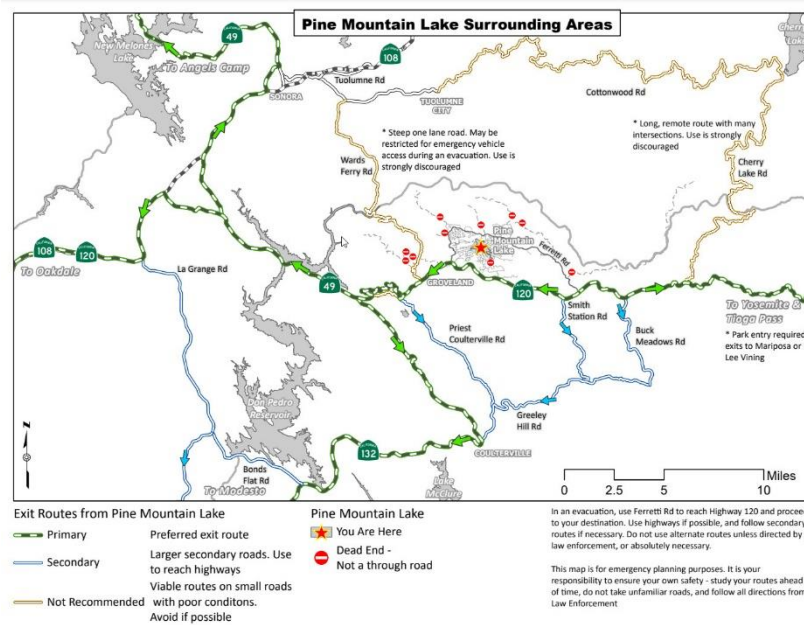 Pine Mountain Lake Surrounding Areas
New Melones
Lake
49
To Angels Camp
108
Tuolumne Rd
SONORA
TUOLUMNE
CITY
Cottonwood Rd
Cherry
Lake
* Steep one lane road. May be
restricted for emergency vehicle
access during an evacuation. Use is
strongly discouraged
* Long, remote route with many
intersections. Use is strongly
discouraged
Wards
Ferry Rd
Cherry
Lake Rd
Pine
Mountain
Lake
Ferretti Rd
108
120
To Oakdale
La Grange Rd
49
GROVELAND
120
Smith
Station Rd
To Yosemite &
Tioga Pass
Priest
Coulterville Rd
Buck
Meadows Rd
* Park entry required
exits to Mariposa or
Lee Vining
Don Pedro
Reservoir
Greeley
Hill Rd
N
132
COULTERVILLE
Bonds
Flat Rd
To Modesto
Lake
McClure
Miles
0 2.5 5 10
Exit Routes from Pine Mountain Lake
Primary Preferred exit route
Secondary Larger secondary roads. Use
to reach highways
Not Recommended Viable routes on small roads
with poor conditons.
Avoid if possible
Pine Mountain Lake
You Are Here
Dead End -
Not a through road
In an evacuation, use Ferretti Rd to reach Highway 120 and proceed
to your destination. Use highways if possible, and follow secondary
routes if necessary. Do not use alternate routes unless directed by
law enforcement, or absolutely necessary.
This map is for emergency planning purposes. It is your
responsibility to ensure your own safety - study your routes ahead
of time, do not take unfamiliar roads, and follow all directions from
Law Enforcement